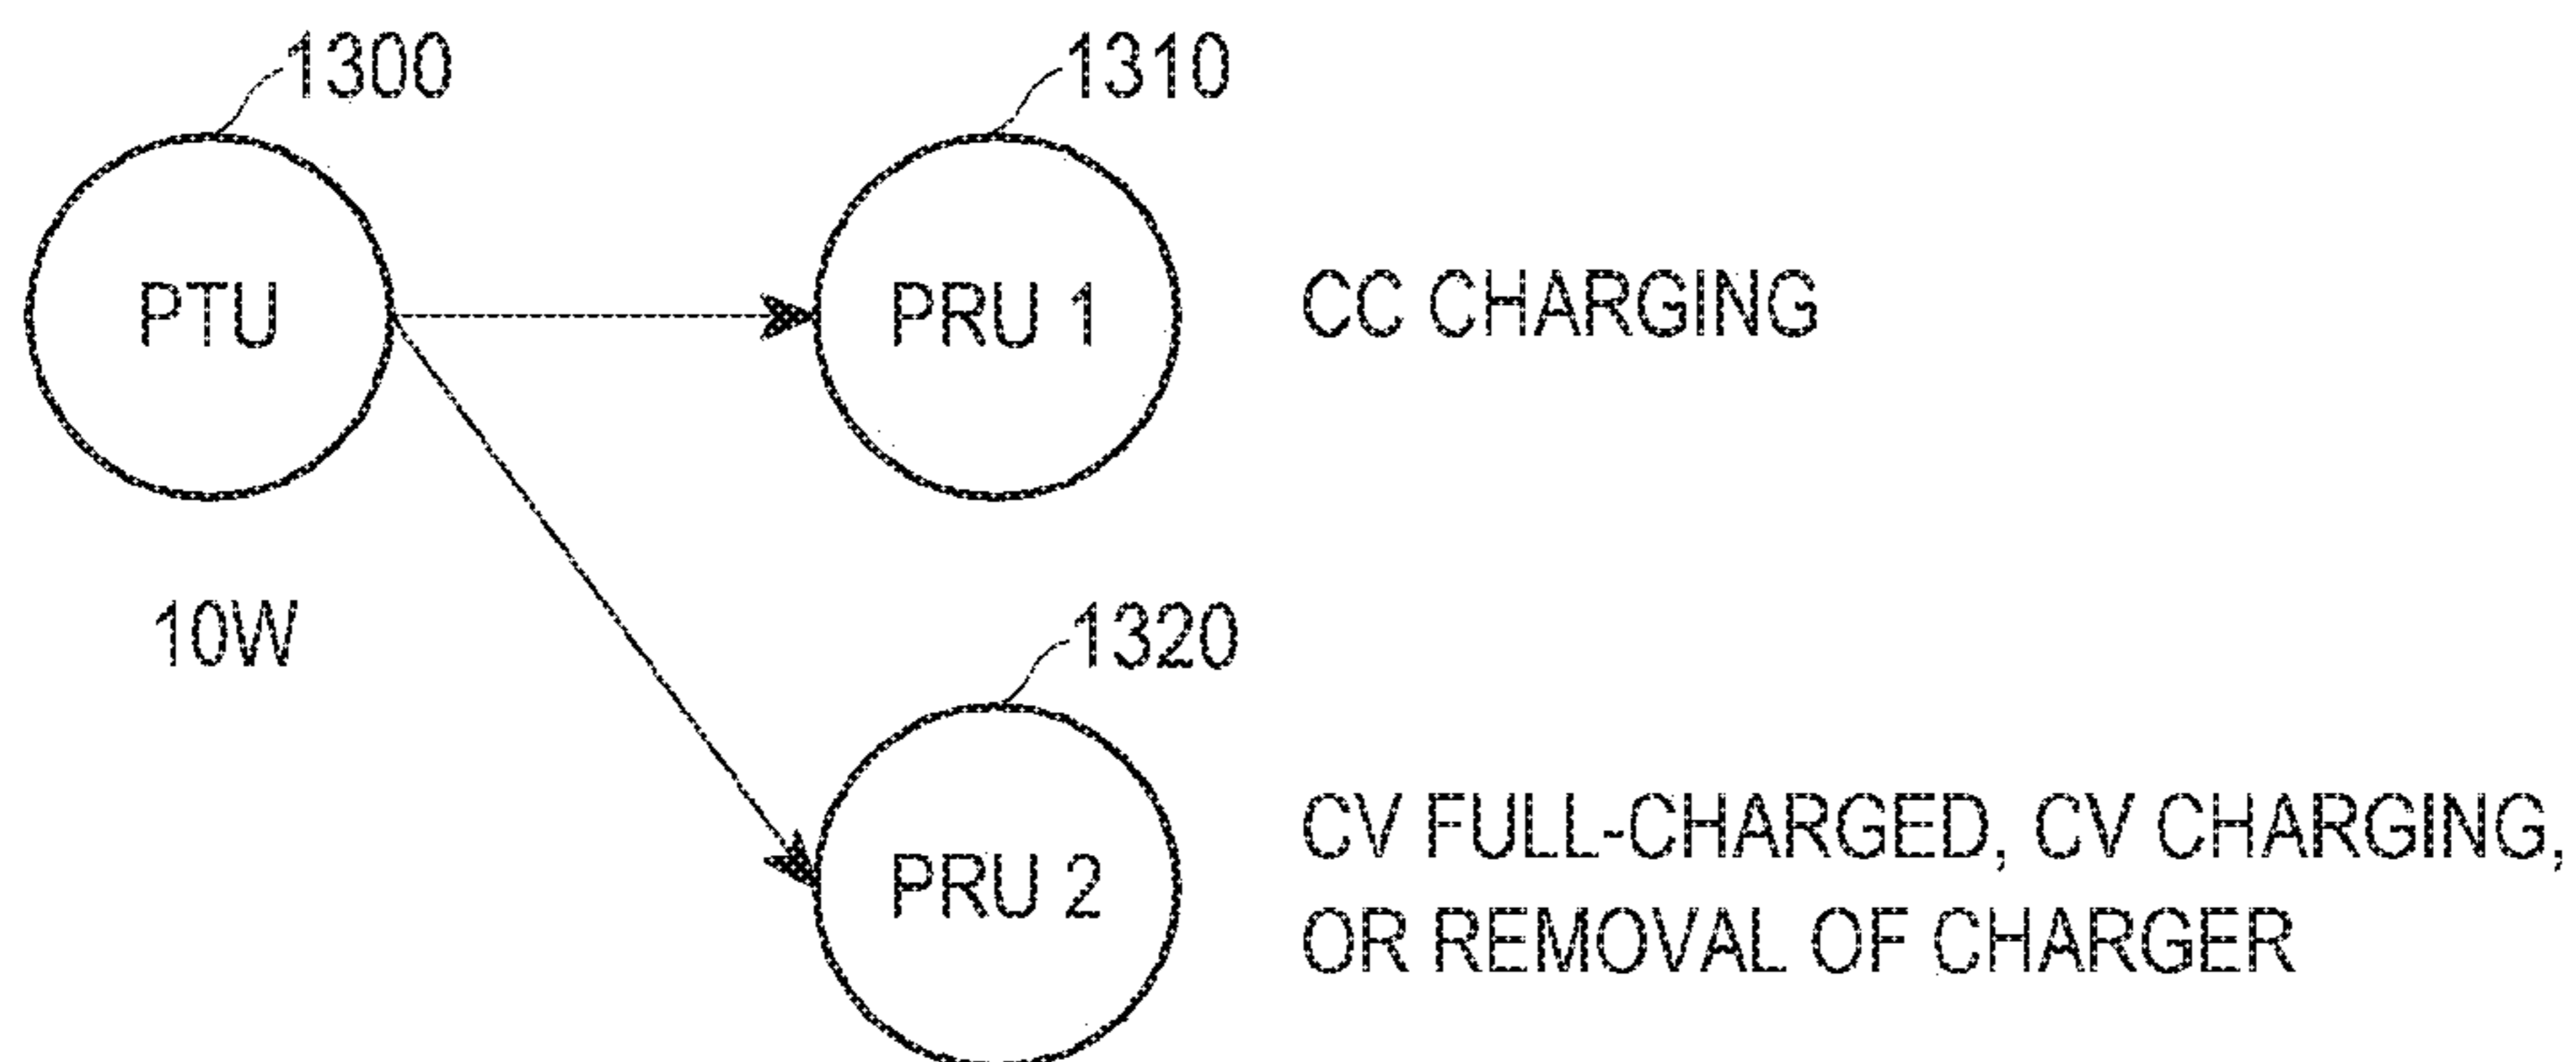 1300
1310
PTU
PRU 1
CC CHARGING
10W
1320
PRU 2
CV FULL-CHARGED, CV CHARGING,
OR REMOVAL OF CHARGER